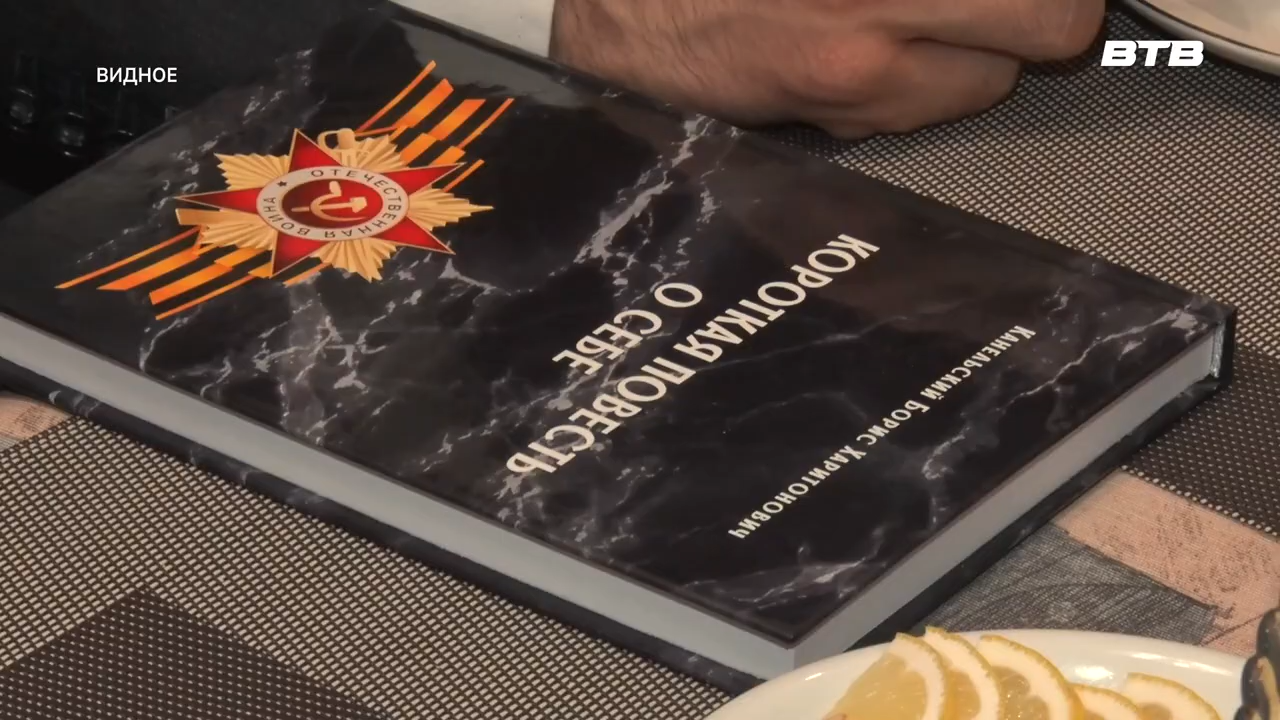 ВИДНОЕ
ВТВ
Канельский Борис Харитонович
КОРОТКАЯ ПОВЕСТЬ
О СЕБЕ
ОТЕЧЕСТВЕННАЯ ВОЙНА